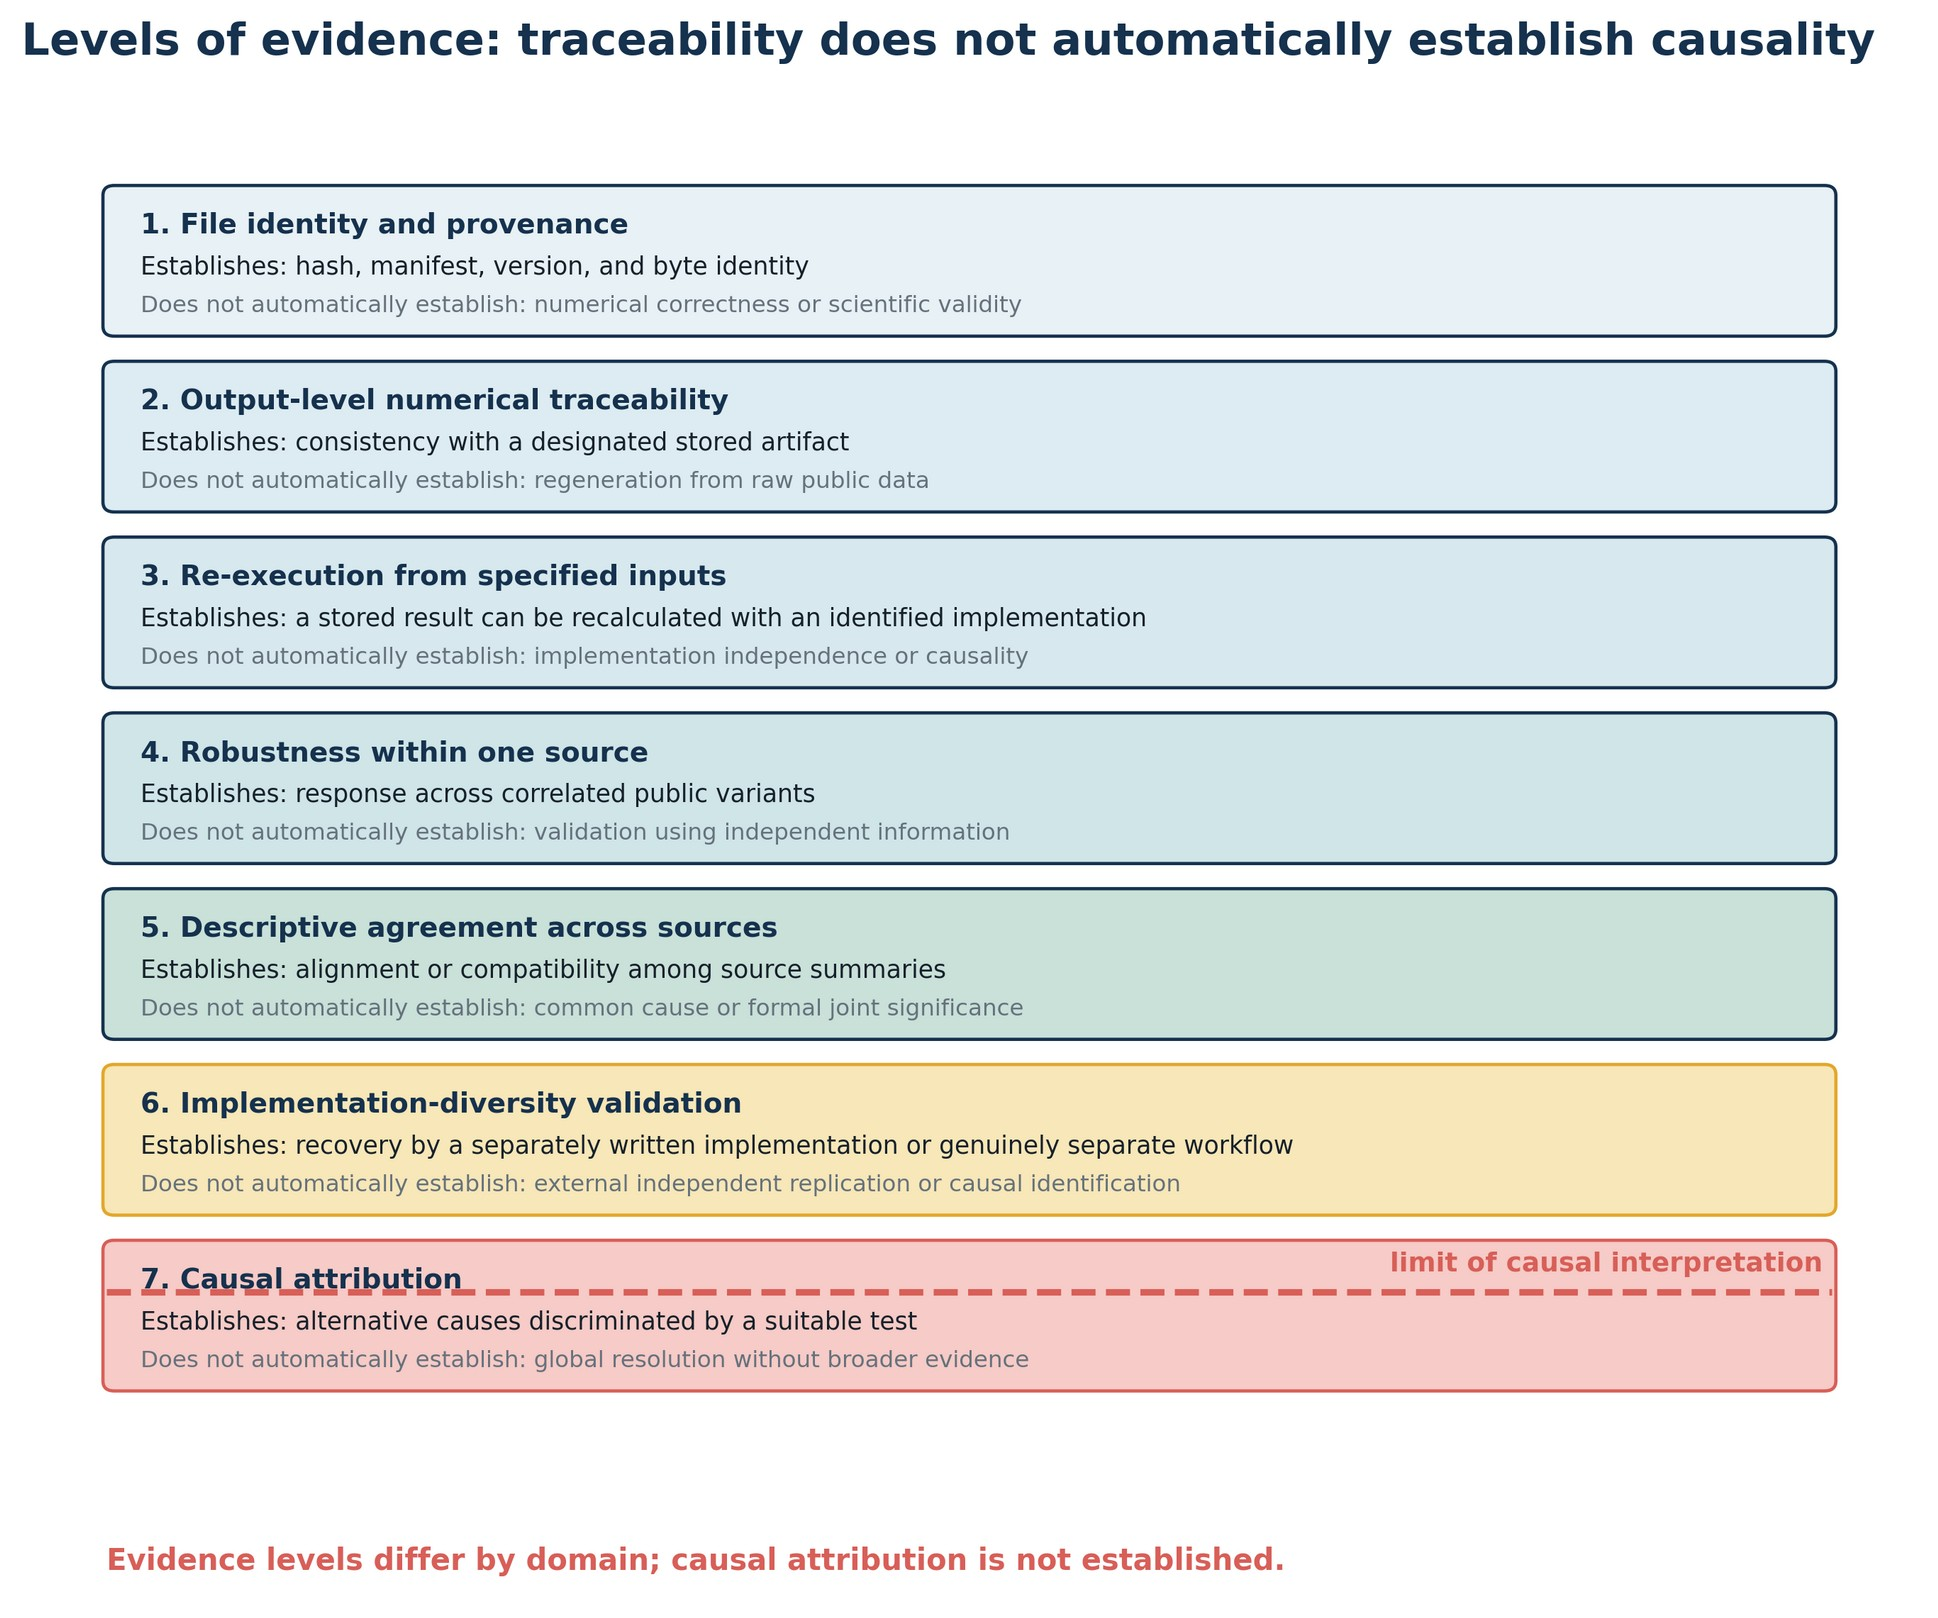 Levels of evidence: traceability does not automatically establish causality
1. File identity and provenance
Establishes: hash, manifest, version, and byte identity
Does not automatically establish: numerical correctness or scientific validity
2. Output-level numerical traceability
Establishes: consistency with a designated stored artifact
Does not automatically establish: regeneration from raw public data
3. Re-execution from specified inputs
Establishes: a stored result can be recalculated with an identified implementation
Does not automatically establish: implementation independence or causality
4. Robustness within one source
Establishes: response across correlated public variants
Does not automatically establish: validation using independent information
5. Descriptive agreement across sources
Establishes: alignment or compatibility among source summaries
Does not automatically establish: common cause or formal joint significance
6. Implementation-diversity validation
Establishes: recovery by a separately written implementation or genuinely separate workflow
Does not automatically establish: external independent replication or causal identification
limit of causal interpretation
7. Causal attribution
Establishes: alternative causes discriminated by a suitable test
Does not automatically establish: global resolution without broader evidence
Evidence levels differ by domain; causal attribution is not established.